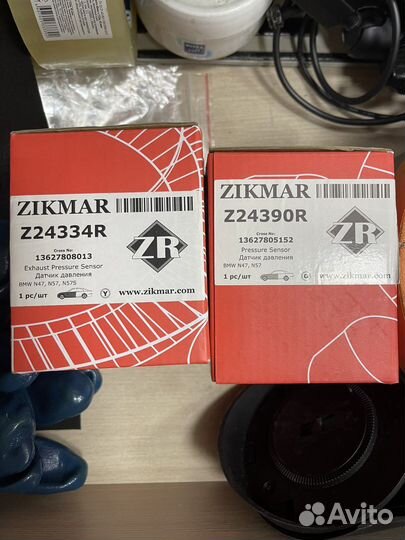 ZIKMAR
Z24334R
Cross No:
13627808013
Exhaust Pressure Sensor
Датчик давления
BMW N47, N57, N57S
1 pc/шт
Y
www.zikmar.com
ZR
ZIKMAR
Z24390R
Cross No:
13627805152
Pressure Sensor
Датчик давления
BMW N47, N57
1 pc/шт
G
www.zikmar.com
ZR
Avito